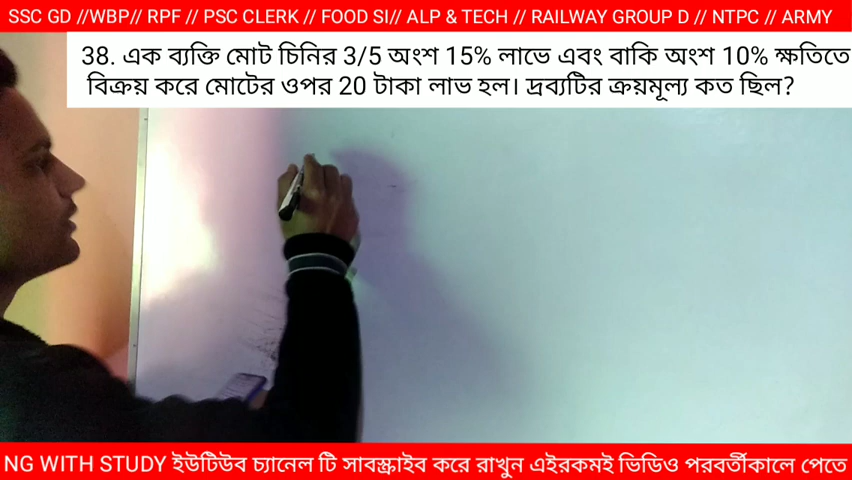 SSC GD //WBP// RPF // PSC CLERK // FOOD SI// ALP & TECH // RAILWAY GROUP D // NTPC // ARMY
38. এক ব্যক্তি মোট চিনির 3/5 অংশ 15% লাভে এবং বাকি অংশ 10% ক্ষতিতে
বিক্রয় করে মোটের ওপর 20 টাকা লাভ হল। দ্রব্যটির ক্রয়মূল্য কত ছিল?
NG WITH STUDY ইউটিউব চ্যানেল টি সাবস্ক্রাইব করে রাখুন এইরকমই ভিডিও পরবর্তীকালে পেতে